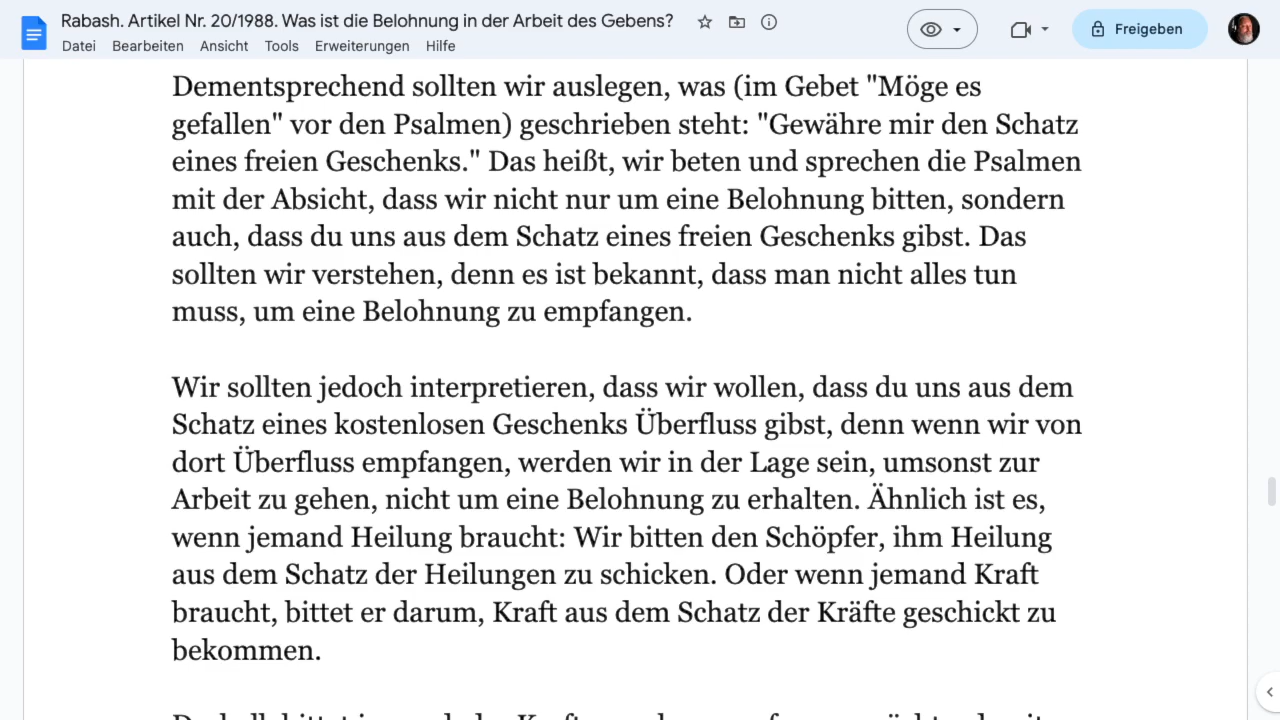 Rabash. Artikel Nr. 20/1988. Was ist die Belohnung in der Arbeit des Gebens?
Datei Bearbeiten Ansicht Tools Erweiterungen Hilfe
Freigeben
Dementsprechend sollten wir auslegen, was (im Gebet "Möge es
gefallen" vor den Psalmen) geschrieben steht: "Gewähre mir den Schatz
eines freien Geschenks." Das heißt, wir beten und sprechen die Psalmen
mit der Absicht, dass wir nicht nur um eine Belohnung bitten, sondern
auch, dass du uns aus dem Schatz eines freien Geschenks gibst. Das
sollten wir verstehen, denn es ist bekannt, dass man nicht alles tun
muss, um eine Belohnung zu empfangen.
Wir sollten jedoch interpretieren, dass wir wollen, dass du uns aus dem
Schatz eines kostenlosen Geschenks Überfluss gibst, denn wenn wir von
dort Überfluss empfangen, werden wir in der Lage sein, umsonst zur
Arbeit zu gehen, nicht um eine Belohnung zu erhalten. Ähnlich ist es,
wenn jemand Heilung braucht: Wir bitten den Schöpfer, ihm Heilung
aus dem Schatz der Heilungen zu schicken. Oder wenn jemand Kraft
braucht, bittet er darum, Kraft aus dem Schatz der Kräfte geschickt zu
bekommen.